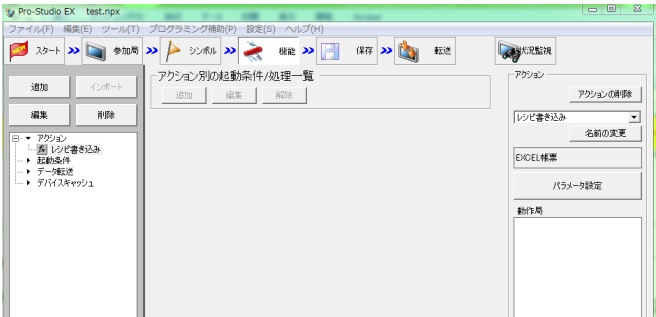 Pro-Studio EX test.npx
ファイル(F) 編集(E) ツール(T) プログラミング補助(P) 設定(S) ヘルプ(H)
スタート 参加局 シンボル 機能 保存 転送 状況監視
追加 インポート
編集 削除
アクション
レシピ書き込み
起動条件
データ転送
デバイスキャッシュ
アクション別の起動条件/処理一覧
追加 編集 解除
アクション
アクションの削除
レシピ書き込み
名前の変更
EXCEL帳票
パラメータ設定
動作局